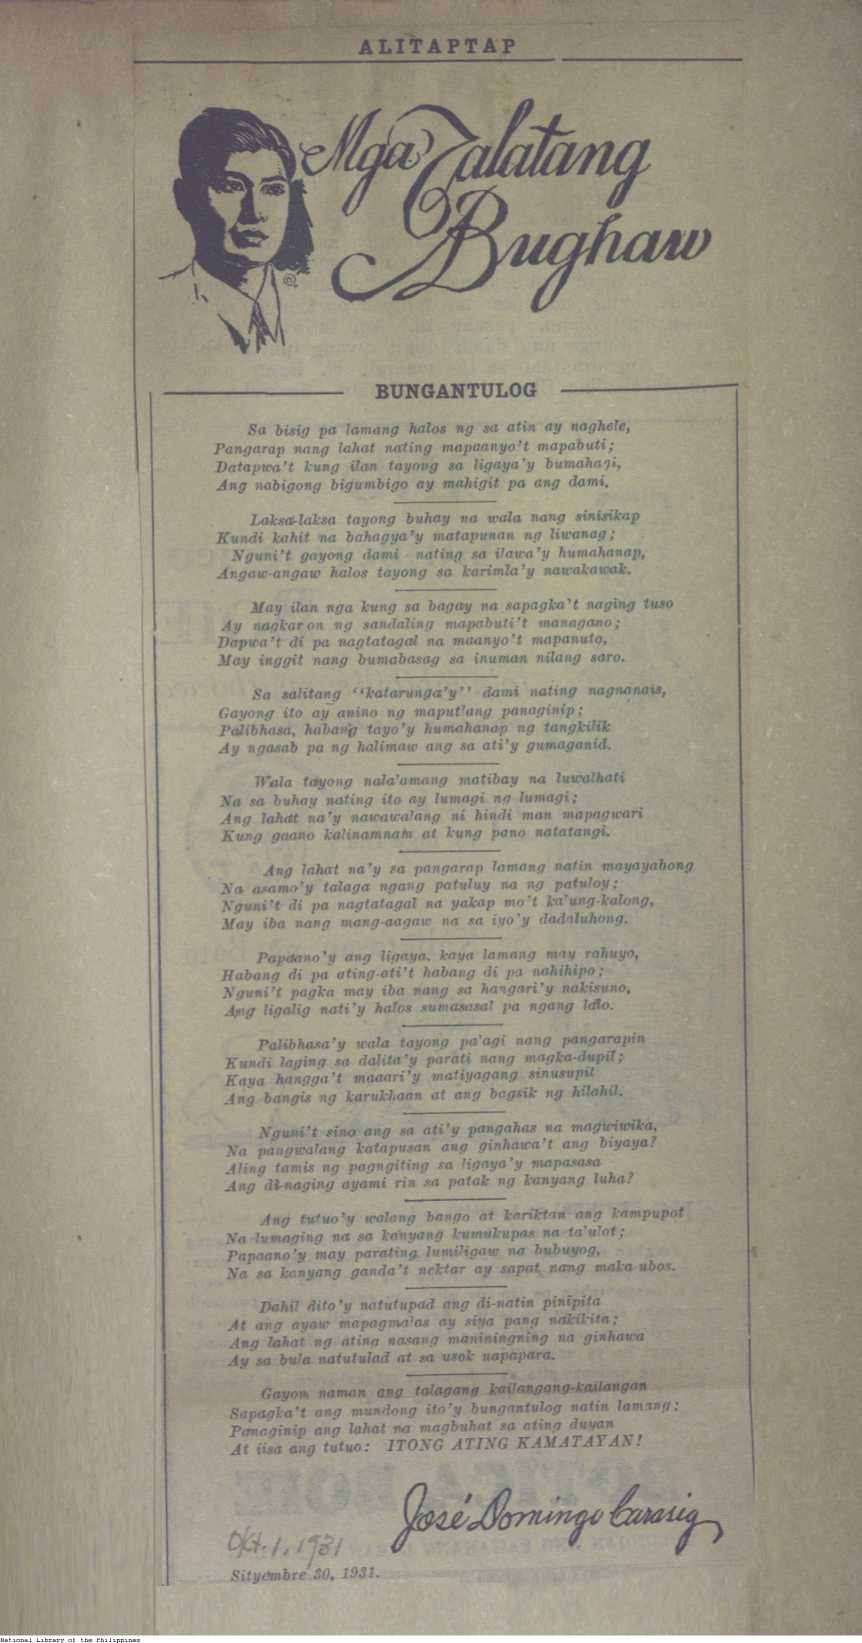 ALITAPTAP
Mga Talatang
Bughaw
BUNGANTULOG
Sa bisig pa lamang halos ng sa atin ay naghele,
Pangarap nang lahat nating mapaanyo't mapabuti;
Datapwa't kung ilan tayong sa ligaya'y bumahagi,
Ang nabigong bigumbigo ay mahigit pa ang dami.
Laksa-laksa tayong buhay na wala nang sinisikap
Kundi kahit na bahagya'y matapunan ng liwanag;
Nguni't gayong dami nating sa ilawa'y humahanap,
Angaw-angaw halos tayong sa karimla'y nawakawak.
May ilan nga kung sa bagay na sapagka't naging tuso
Ay nagkaron ng sandaling mapabuti't managano;
Dapwa't di pa nagtatagal na maanyo't mapanuto,
May inggit nang bumabasag sa inuman nilang saro.
Sa salitang "katarunga'y" dami nating nagnanais,
Gayong ito ay anino ng maputlang panaginip;
Palibhasa, habang tayo'y humahanap ng tangkilik
Ay ngasab pa ng halimaw ang sa ati'y gumaganid.
Wala tayong nala'amang matibay na luwalhati
Na sa buhay nating ito ay lumagi ng lumagi;
Ang lahat na'y nawawalang ni hindi man mapagwari
Kung gaano kalinamnam at kung pano natatangi.
Ang lahat na'y sa pangarap lamang natin mayayabong
Na asamo'y talaga ngang patuluy na ng patuloy;
Nguni't di pa nagtatagal na yakap mo't ka'ung-kalong,
May iba nang mang-aagaw na sa iyo'y dadaluhong.
Papaano'y ang ligaya, kaya lamang may rahuyo,
Habang di pa ating-ati't habang di pa nahihipo;
Nguni't pagka may iba nang sa hangari'y nakisuno,
Ang ligalig nati'y halos sumasasal pa ngang lalo.
Palibhasa'y wala tayong pa'agi nang pangarapin
Kundi laging sa dalita'y parati nang magka-dupil;
Kaya hangga't maaari'y matiyagang sinusupil
Ang bangis ng karukhaan at ang bagsik ng hilahil.
Nguni't sino ang sa ati'y pangahas na magwiwika,
Na pangwalang katapusan ang ginhawa't ang biyaya?
Aling tamis ng pagngiting sa ligaya'y mapasasa
Ang di-naging ayami rin sa patak ng kanyang luha?
Ang tutuo'y walang bango at kariktan ang kampupot
Na lumaging na sa kanyang kumukupas na ta'ulot;
Papaano'y may parating lumiligaw na bubuyog,
Na sa kanyang ganda't nektar ay sapat nang maka-ubos.
Dahil dito'y natutupad ang di-natin pinipita
At ang ayaw mapagma'as ay siya pang nakikita;
Ang lahat ng ating nasang maniningning na ginhawa
Ay sa bula natutulad at sa usok napapara.
Gayon naman ang talagang kailangang-kailangan
Sapagka't ang mundong ito'y bungantulog natin lamang;
Panaginip ang lahat na magbuhat sa ating duyan
At iisa ang tutuo: ITONG ATING KAMATAYAN!
José Domingo Carasig
Okt. 1, 1931
Sityembre 30, 1931.
National Library of the Philippines